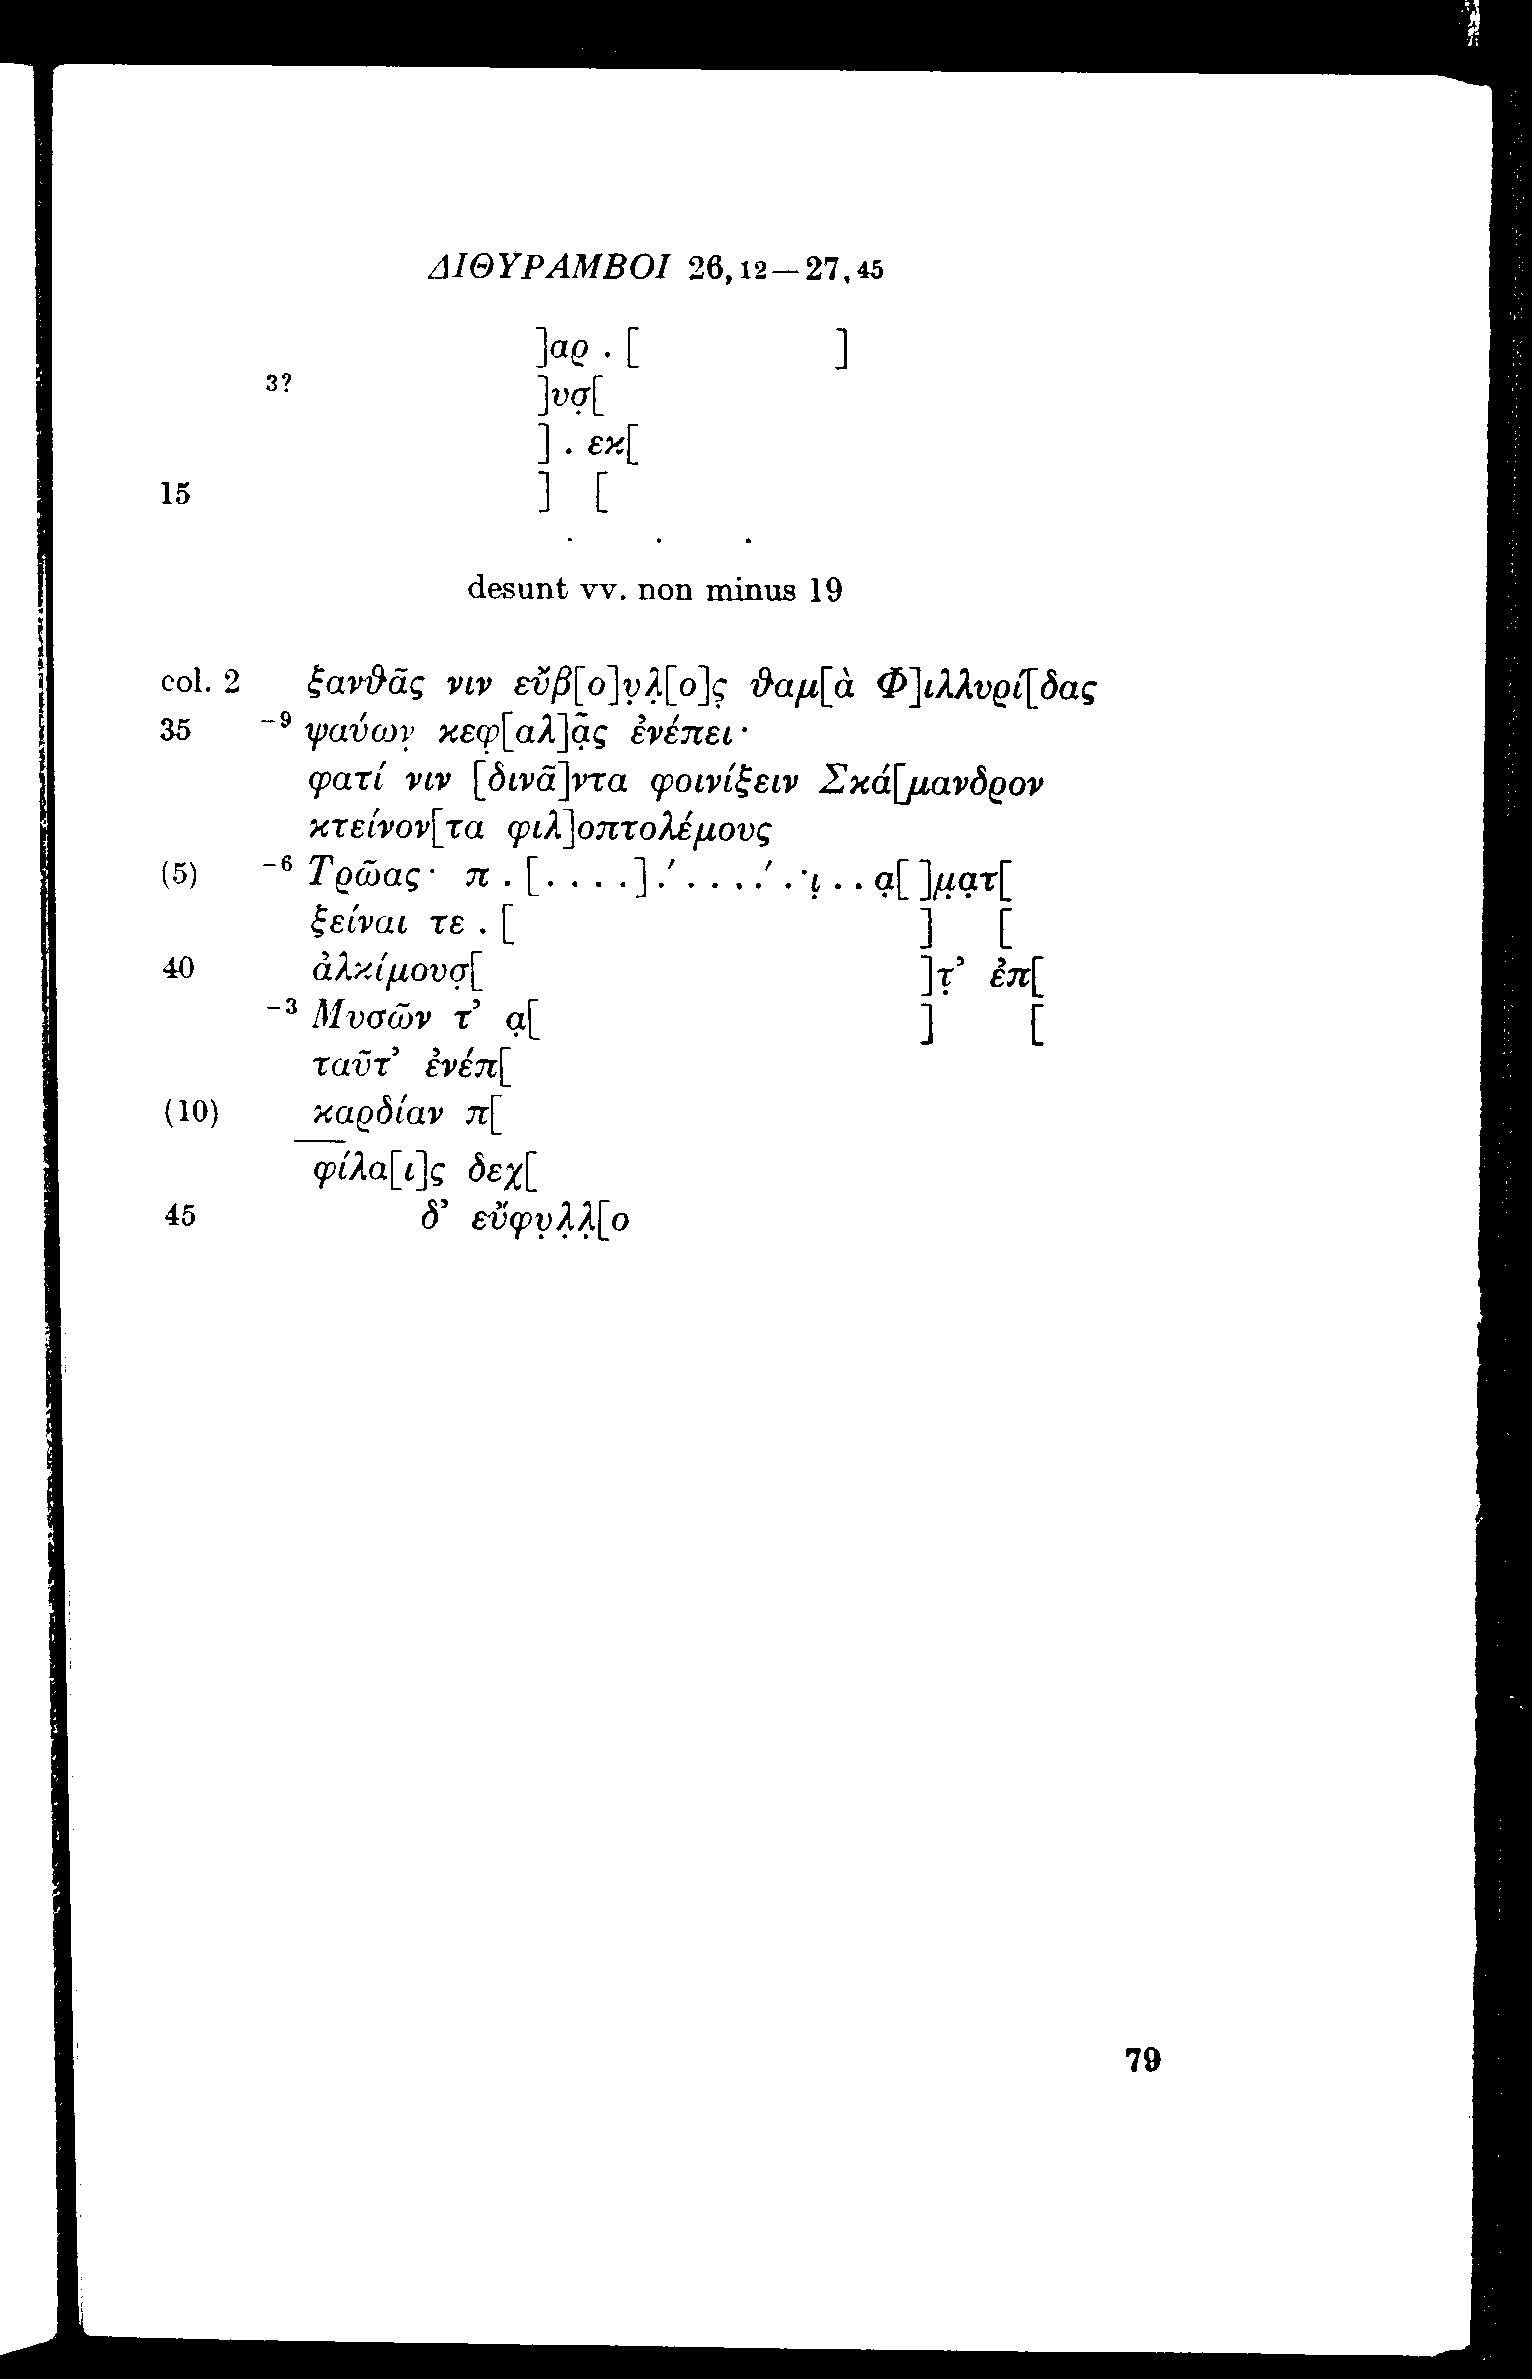 ΔΙΘΥΡΑΜΒΟΙ 26,12—27,45
]αρ . [ ]
3? ]υσ̣[
] . εκ[
15 ] [
. . .
desunt vv. non minus 19
col. 2 ξανθᾶς νιν εὔβ[ο]υ̣λ̣[ο]ς̣ θαμ[ὰ Φ]ιλλυρί[δας
35 -9 ψαύων̣ κεφ̣[αλ]ᾶ̣ς ἐνέπει·
φατί νιν [δινᾶ]ντα φοινίξειν Σκά[μανδρον
κτείνον[τα φιλ]οπτολέμους
(5) -6 Τρῶας· π . [. . . .] .́ . . . .́ . ·ι̣ . . α̣[ ]μ̣α̣τ[
ξείναι τε . [ ] [
40 ἀλκίμουσ̣[ ]τ̣’ ἐπ[
-3 Μυσῶν τ’ α̣[ ] [
ταῦτ’ ἐνέπ[
(10) καρδίαν π[
φίλα[ι]ς δεχ[
45 δ’ εὔφυ̣λ̣λ̣[ο
79